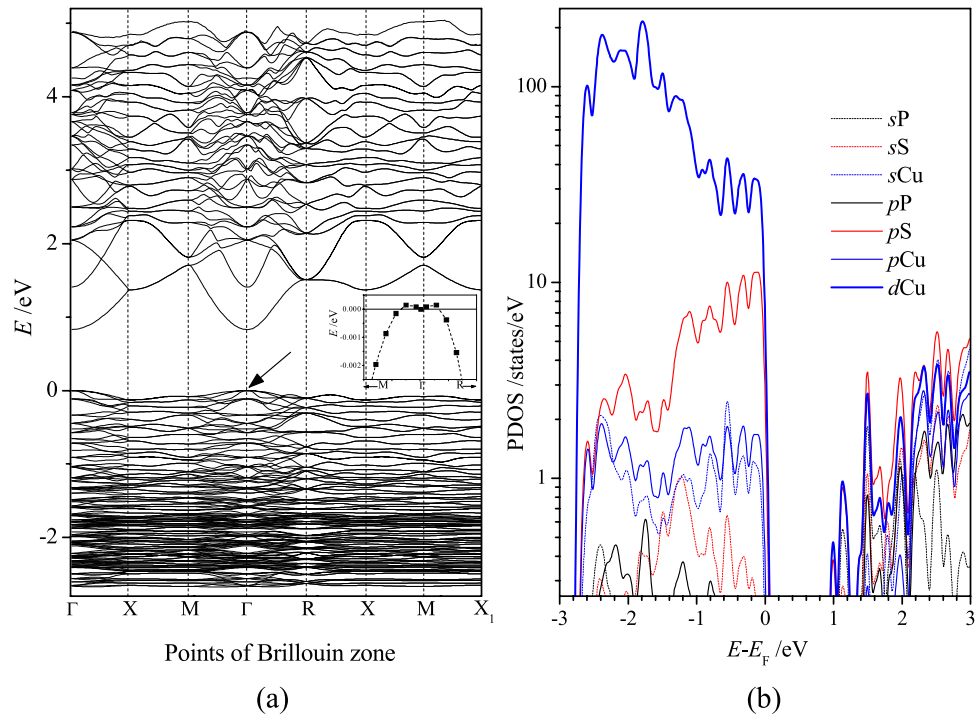 4
2
0
-2
E /eV
Γ X M Γ R X M X1
Points of Brillouin zone
(a)
0.000
-0.001
-0.002
E /eV
M Γ R
100
10
1
PDOS /states/eV
sP
sS
sCu
pP
pS
pCu
dCu
-3 -2 -1 0 1 2 3
E-EF /eV
(b)